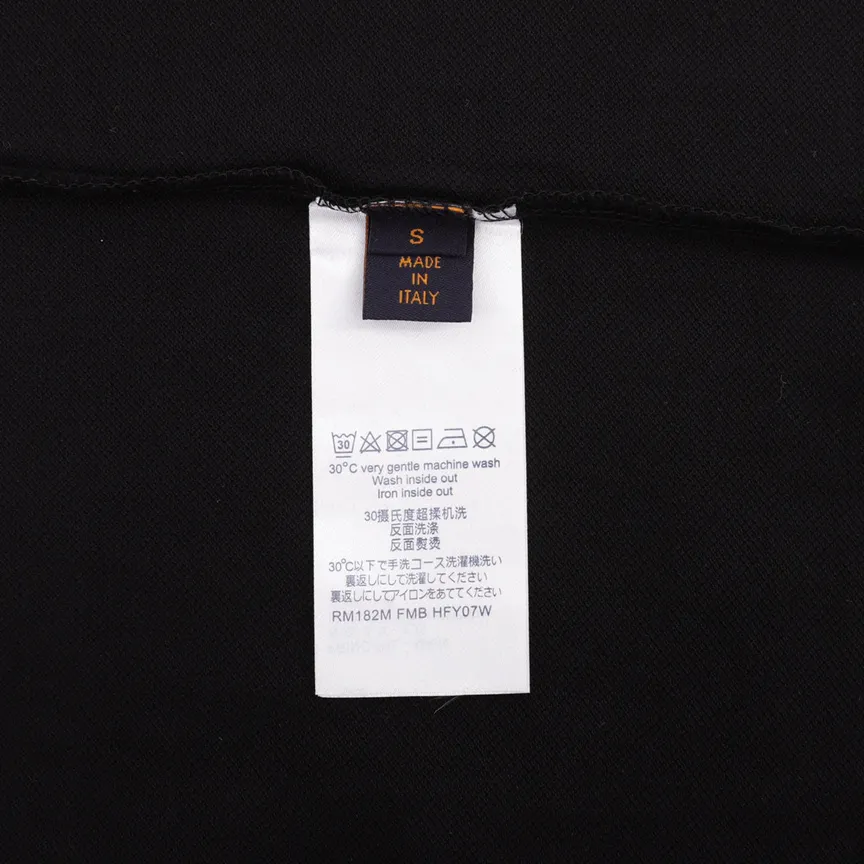 S
MADE
IN
ITALY
30
30°C very gentle machine wash
Wash inside out
Iron inside out
30摄氏度超揉机洗
反面洗涤
反面熨烫
30℃以下で手洗コース洗濯機洗い
裏返しにして洗濯してください
裏返しにしてアイロンをあててください
RM182M FMB HFY07W